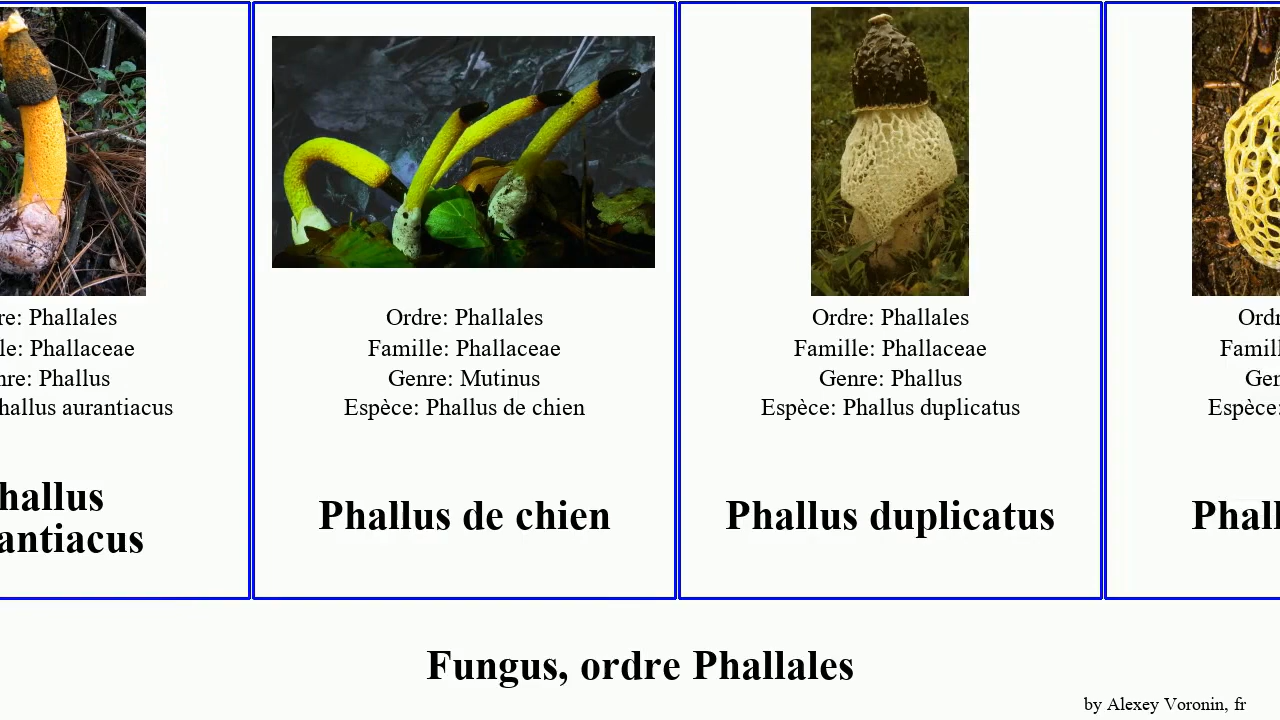 re: Phallales
le: Phallaceae
nre: Phallus
hallus aurantiacus
hallus
antiacus
Ordre: Phallales
Famille: Phallaceae
Genre: Mutinus
Espèce: Phallus de chien
Phallus de chien
Ordre: Phallales
Famille: Phallaceae
Genre: Phallus
Espèce: Phallus duplicatus
Phallus duplicatus
Ordr
Famill
Gen
Espèce:
Phall
Fungus, ordre Phallales
by Alexey Voronin, fr